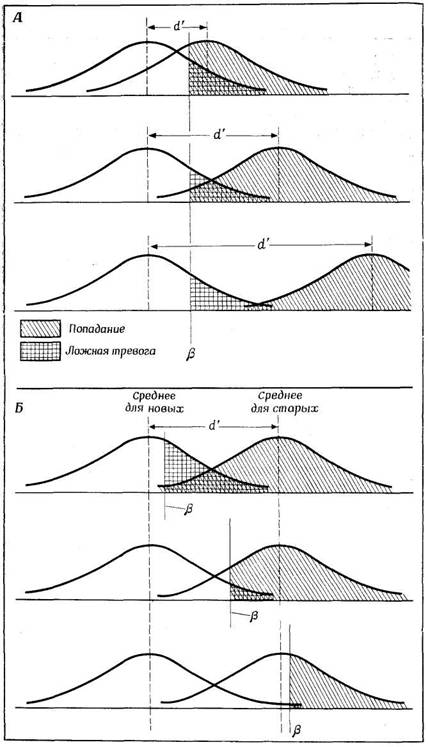 А
d'
d'
d'
Попадание
Ложная тревога
β
Б
Среднее для новых
Среднее для старых
d'
β
β
β